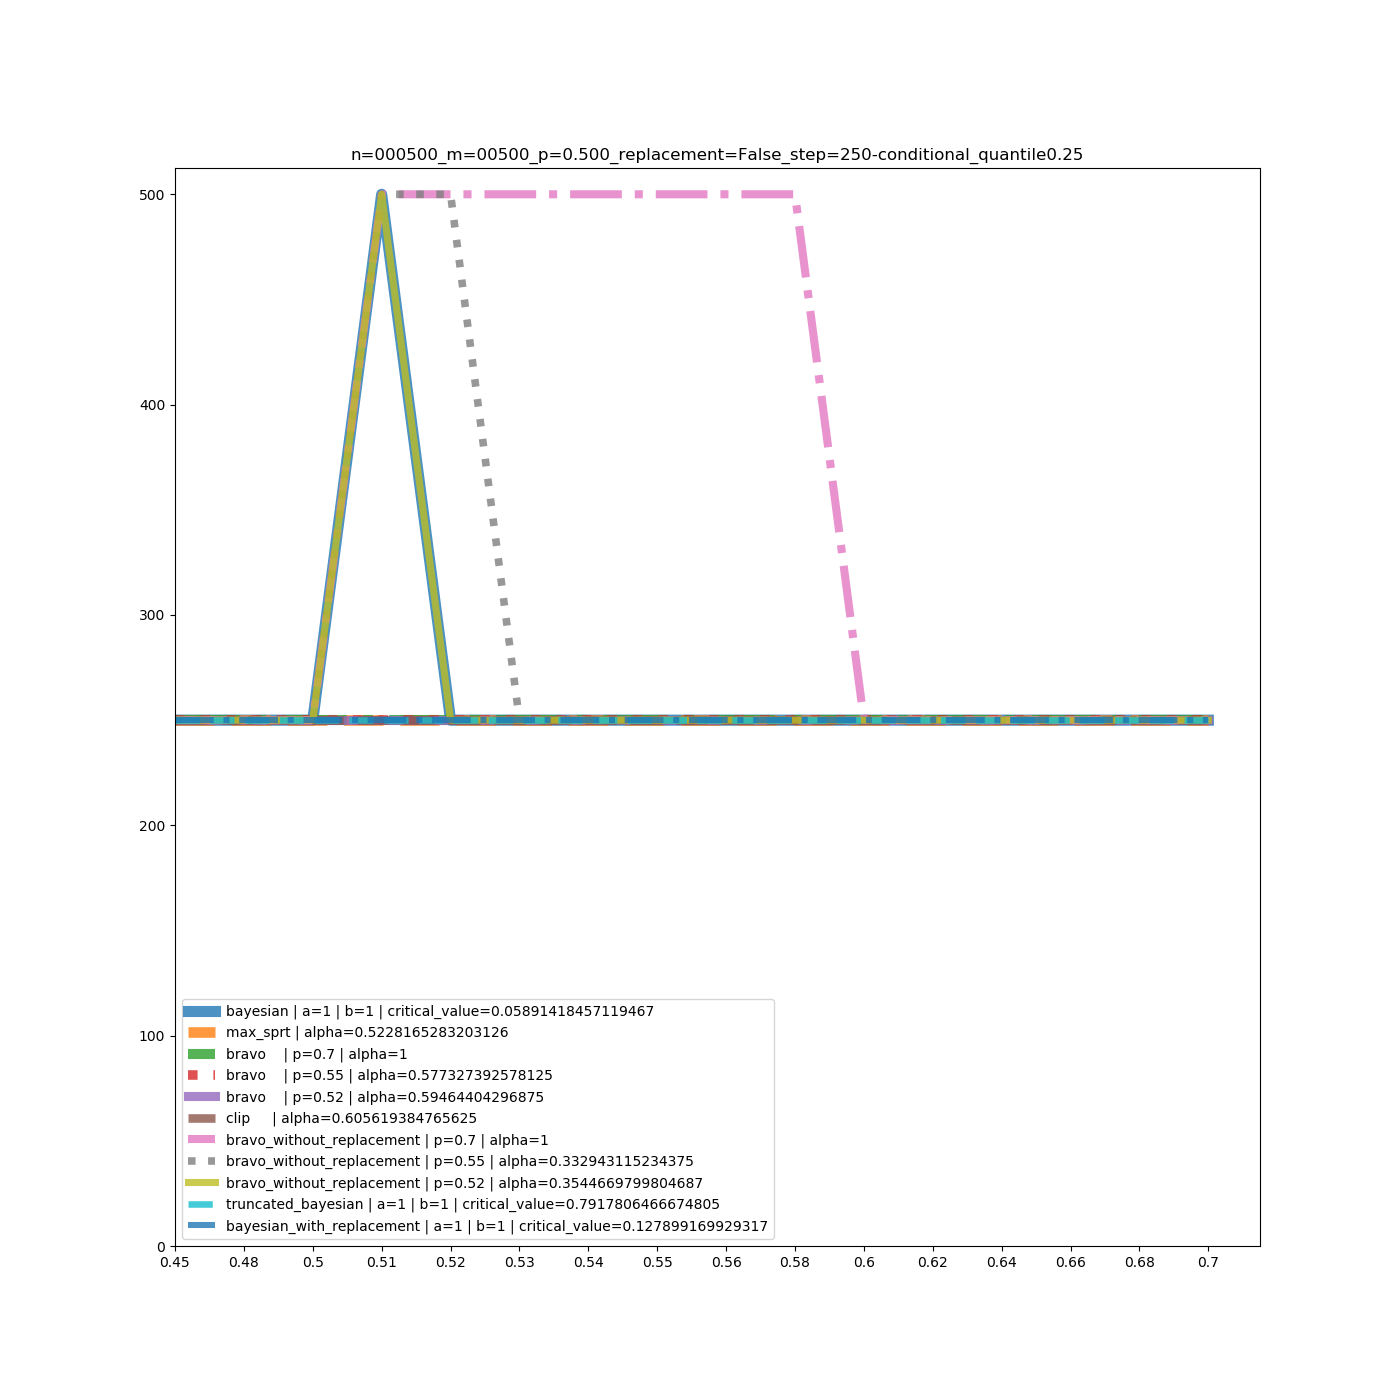 n=000500_m=00500_p=0.500_replacement=False_step=250-conditional_quantile0.25
500
400
300
200
100
0
bayesian | a=1 | b=1 | critical_value=0.05891418457119467
max_sprt | alpha=0.5228165283203126
bravo    | p=0.7 | alpha=1
bravo    | p=0.55 | alpha=0.577327392578125
bravo    | p=0.52 | alpha=0.59464404296875
clip     | alpha=0.605619384765625
bravo_without_replacement | p=0.7 | alpha=1
bravo_without_replacement | p=0.55 | alpha=0.332943115234375
bravo_without_replacement | p=0.52 | alpha=0.3544669799804687
truncated_bayesian | a=1 | b=1 | critical_value=0.7917806466674805
bayesian_with_replacement | a=1 | b=1 | critical_value=0.127899169929317
0.45 0.48 0.5 0.51 0.52 0.53 0.54 0.55 0.56 0.58 0.6 0.62 0.64 0.66 0.68 0.7